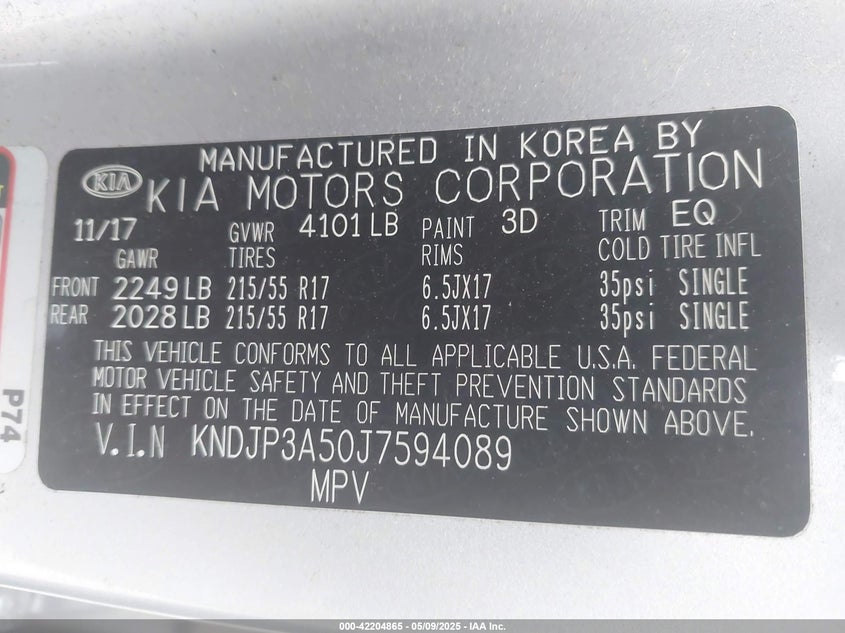 MANUFACTURED IN KOREA BY
KIA KIA MOTORS CORPORATION
11/17 GVWR 4101 LB PAINT 3D TRIM EQ
GAWR TIRES RIMS COLD TIRE INFL
FRONT 2249 LB 215/55 R17 6.5JX17 35psi SINGLE
REAR 2028 LB 215/55 R17 6.5JX17 35psi SINGLE
THIS VEHICLE CONFORMS TO ALL APPLICABLE U.S.A. FEDERAL
MOTOR VEHICLE SAFETY AND THEFT PREVENTION STANDARDS
IN EFFECT ON THE DATE OF MANUFACTURE SHOWN ABOVE.
V.I.N KNDJP3A50J7594089
MPV
P74
000-42204865 - 05/09/2025 - IAA Inc.